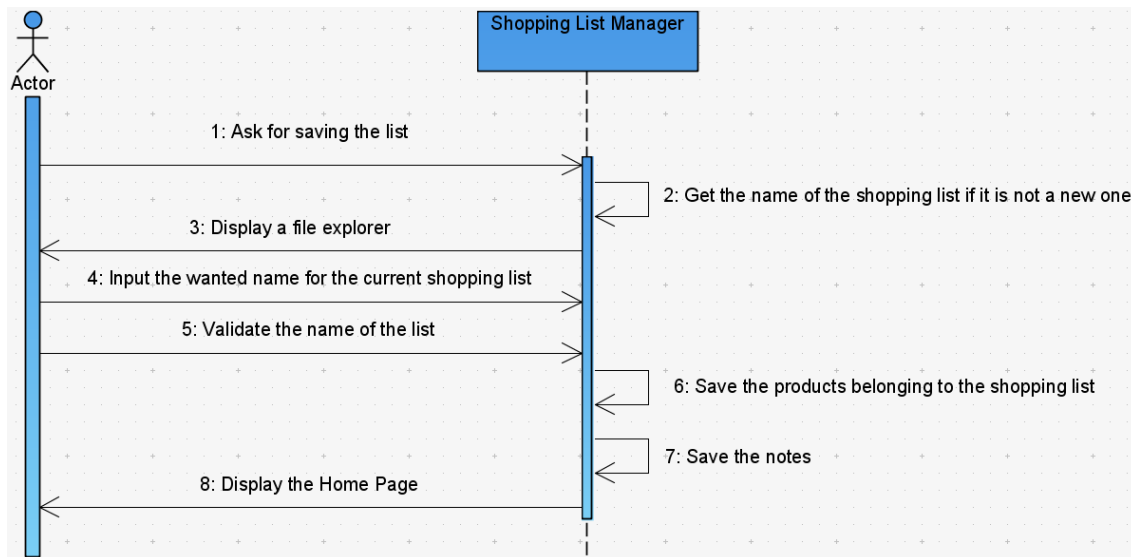 Shopping List Manager
Actor
1: Ask for saving the list
2: Get the name of the shopping list if it is not a new one
3: Display a file explorer
4: Input the wanted name for the current shopping list
5: Validate the name of the list
6: Save the products belonging to the shopping list
7: Save the notes
8: Display the Home Page